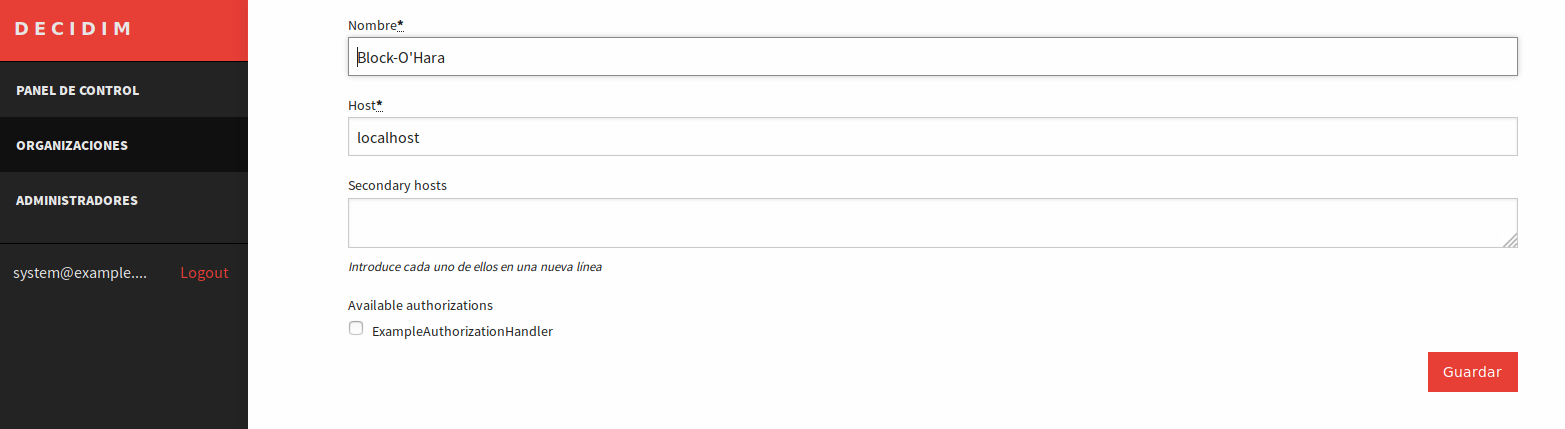 DECIDIM
PANEL DE CONTROL
ORGANIZACIONES
ADMINISTRADORES
system@example.... Logout
Nombre*
Block-O'Hara
Host*
localhost
Secondary hosts
Introduce cada uno de ellos en una nueva línea
Available authorizations
ExampleAuthorizationHandler
Guardar